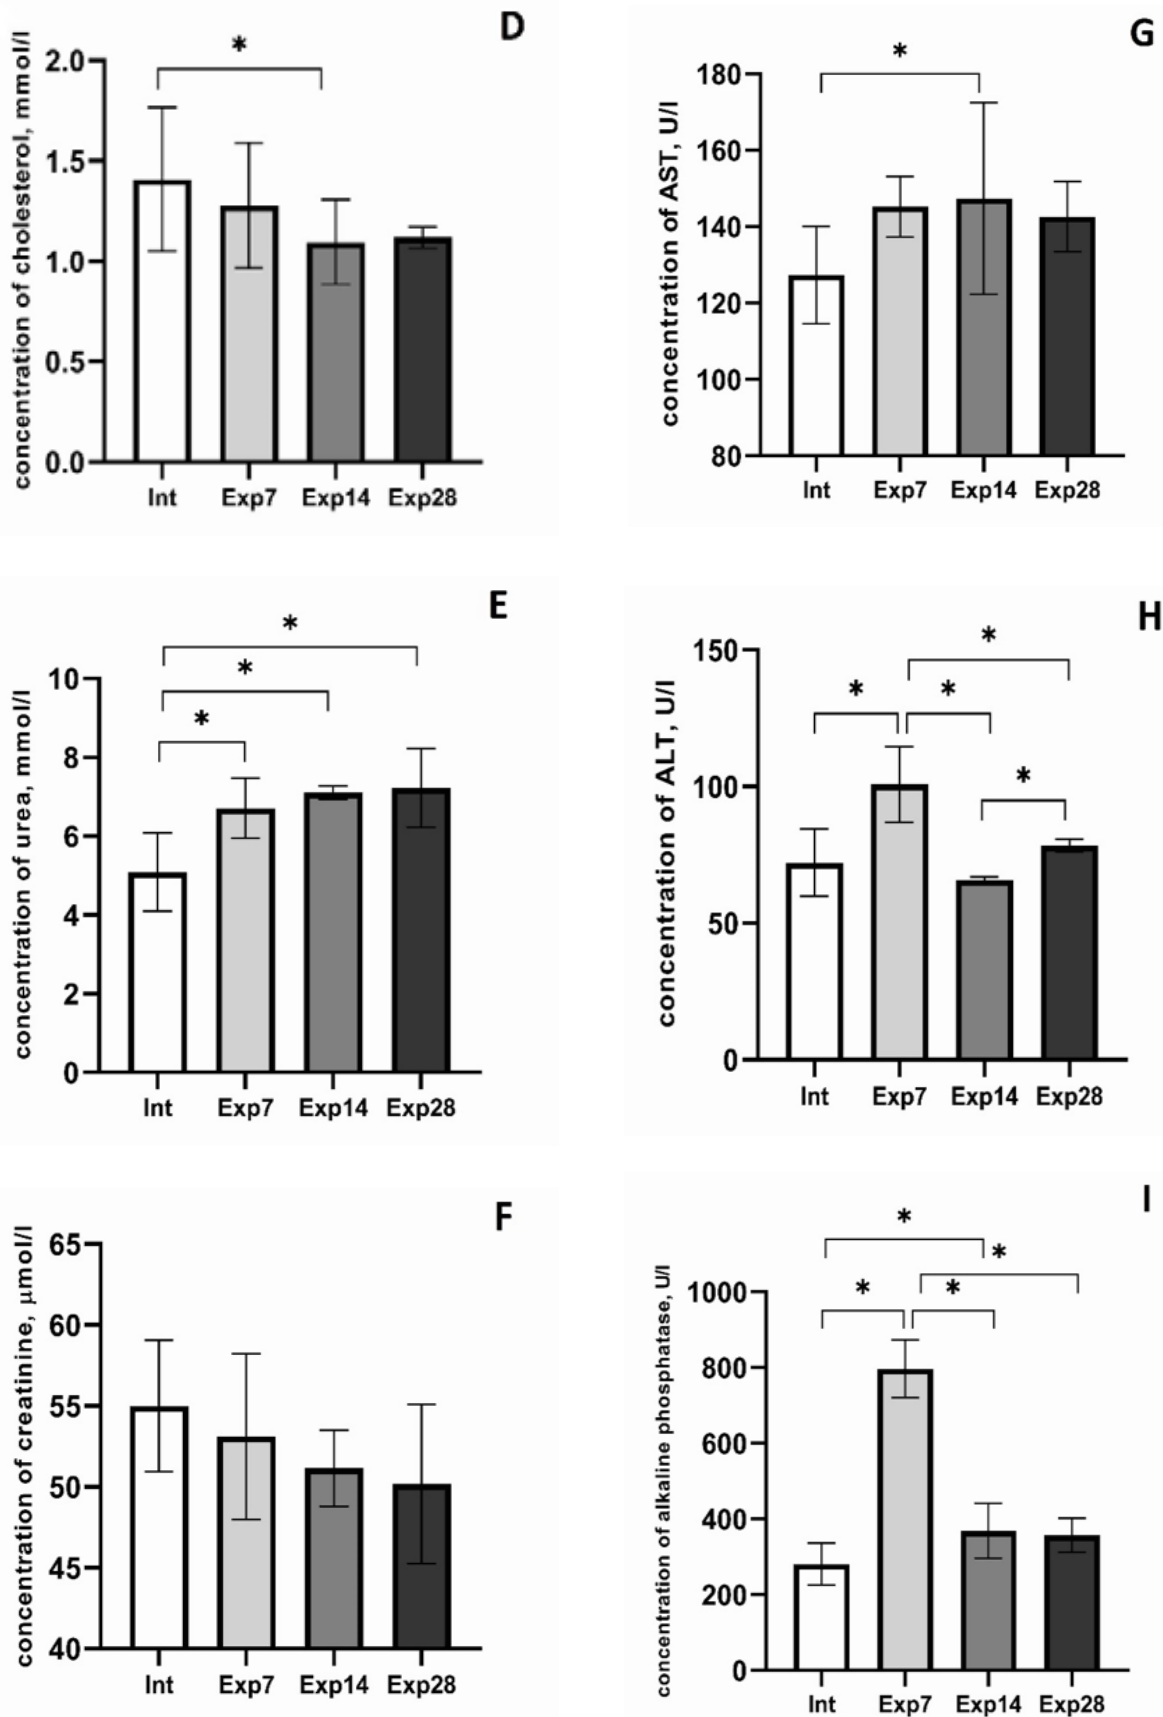 D
*
concentration of cholesterol, mmol/l
2.0
1.5
1.0
0.5
0.0
Int Exp7 Exp14 Exp28
G
*
concentration of AST, U/l
180
160
140
120
100
80
Int Exp7 Exp14 Exp28
E
*
*
*
concentration of urea, mmol/l
10
8
6
4
2
0
Int Exp7 Exp14 Exp28
H
*
* *
*
concentration of ALT, U/l
150
100
50
0
Int Exp7 Exp14 Exp28
F
concentration of creatinine, μmol/l
65
60
55
50
45
40
Int Exp7 Exp14 Exp28
I
*
*
* *
concentration of alkaline phosphatase, U/l
1000
800
600
400
200
0
Int Exp7 Exp14 Exp28